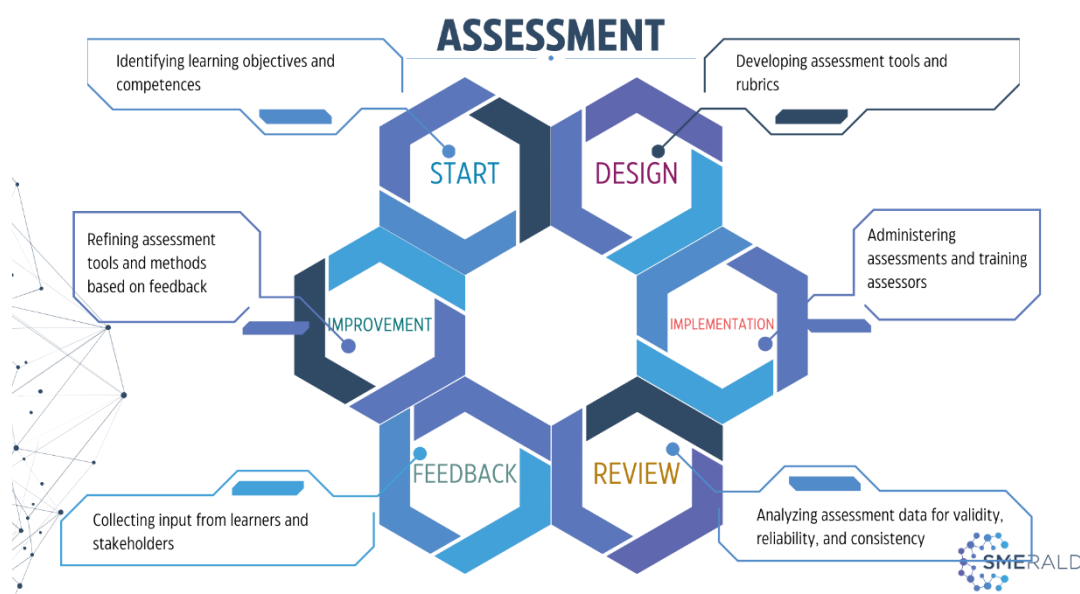 ASSESSMENT
Identifying learning objectives and
competences
Developing assessment tools and
rubrics
START
DESIGN
Refining assessment
tools and methods
based on feedback
Administering
assessments and training
assessors
IMPROVEMENT
IMPLEMENTATION
FEEDBACK
REVIEW
Collecting input from learners and
stakeholders
Analyzing assessment data for validity,
reliability, and consistency
SMERALD